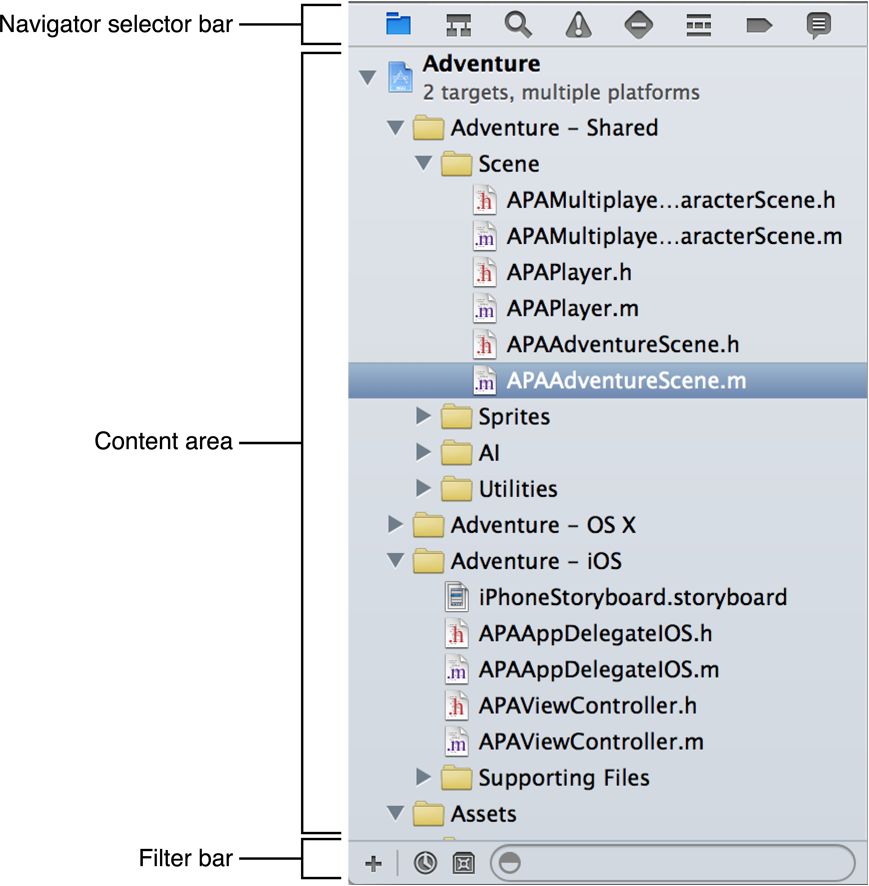 Navigator selector bar
Adventure
2 targets, multiple platforms
Adventure – Shared
Scene
APAMultiplaye...aracterScene.h
APAMultiplaye...aracterScene.m
APAPlayer.h
APAPlayer.m
APAAdventureScene.h
APAAdventureScene.m
Content area
Sprites
AI
Utilities
Adventure – OS X
Adventure – iOS
iPhoneStoryboard.storyboard
APAAppDelegateIOS.h
APAAppDelegateIOS.m
APAViewController.h
APAViewController.m
Supporting Files
Assets
Filter bar